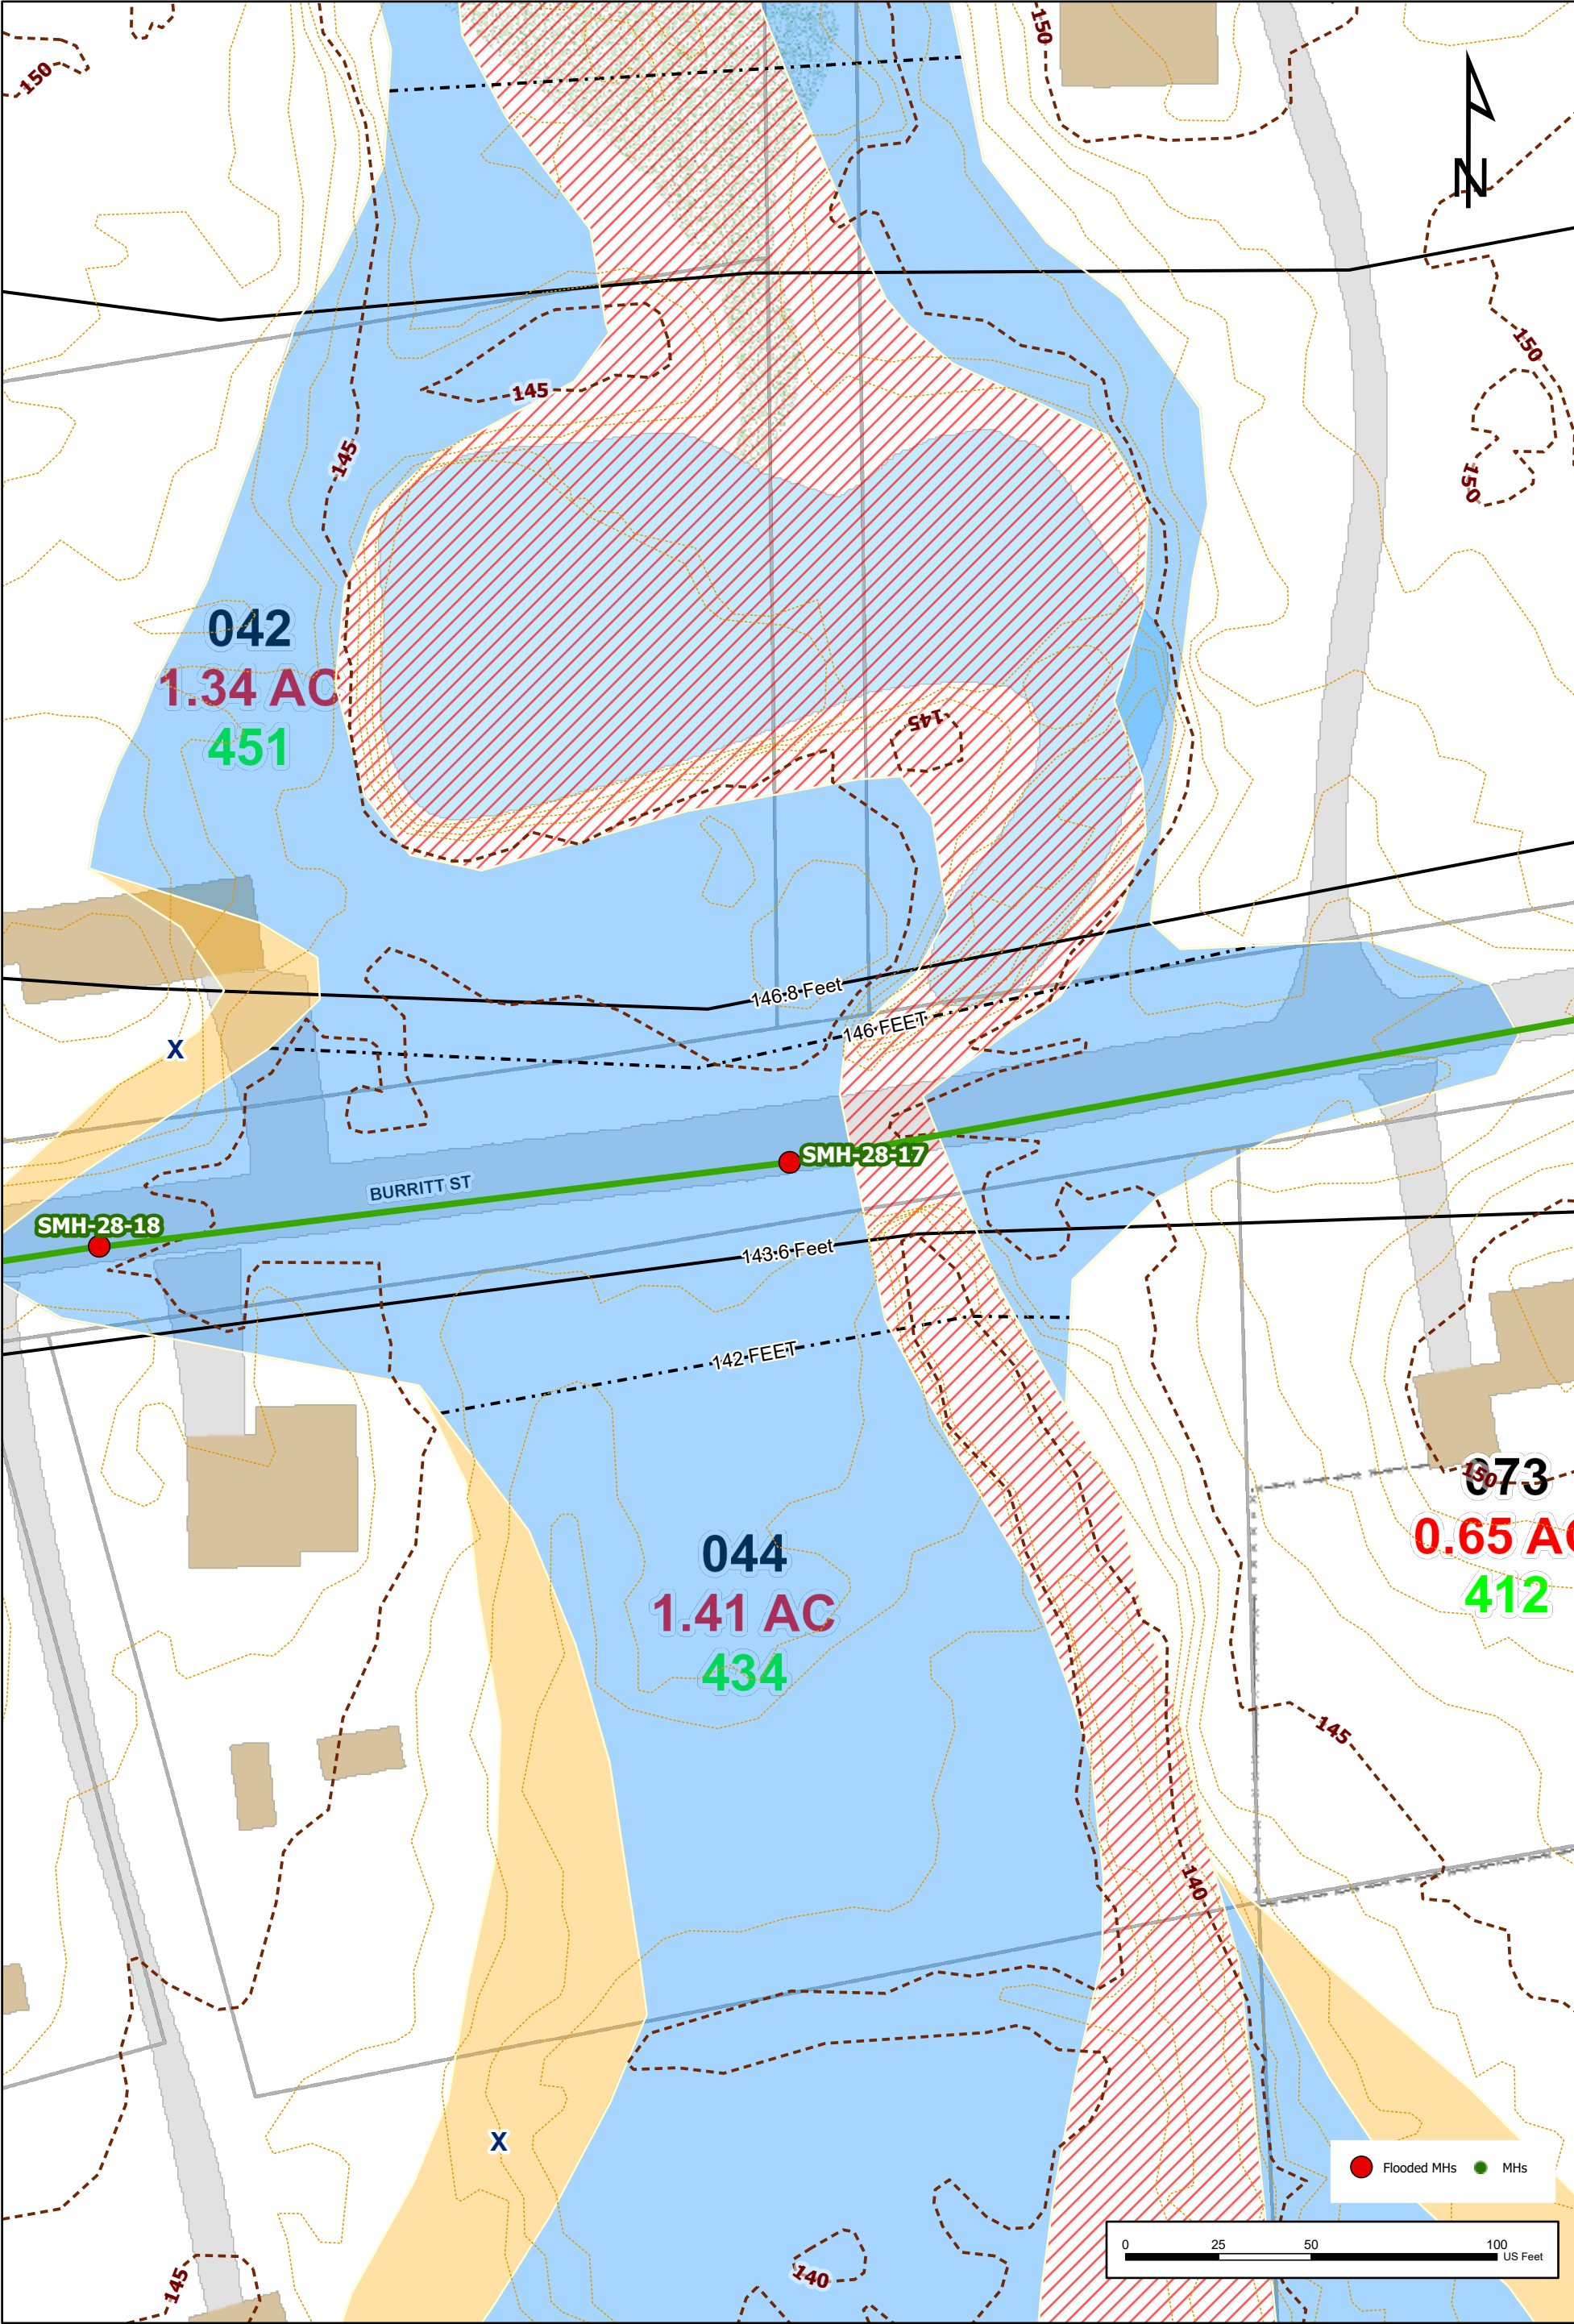 150
150
N
150
145
145
150
042
1.34 AC
451
145
146.8 Feet
146 FEET
X
SMH-28-17
BURRITT ST
SMH-28-18
143.6 Feet
142 FEET
073
150
0.65 AC
412
044
1.41 AC
434
145
140
X
Flooded MHs
MHs
0 25 50 100
US Feet
145
140